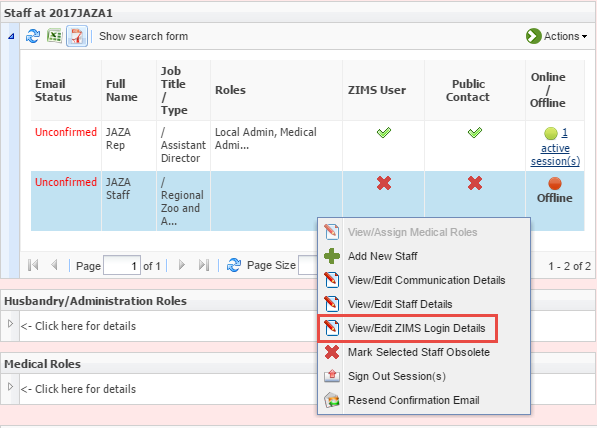 Staff at 2017JAZA1
Show search form
Actions
Email Status
Full Name
Job Title / Type
Roles
ZIMS User
Public Contact
Online / Offline
Unconfirmed
JAZA Rep
/ Assistant Director
Local Admin, Medical Admi...
1 active session(s)
Unconfirmed
JAZA Staff
/ Regional Zoo and A...
Offline
Page 1 of 1
Page Size
1 - 2 of 2
View/Assign Medical Roles
Add New Staff
View/Edit Communication Details
View/Edit Staff Details
View/Edit ZIMS Login Details
Mark Selected Staff Obsolete
Sign Out Session(s)
Resend Confirmation Email
Husbandry/Administration Roles
<- Click here for details
Medical Roles
<- Click here for details